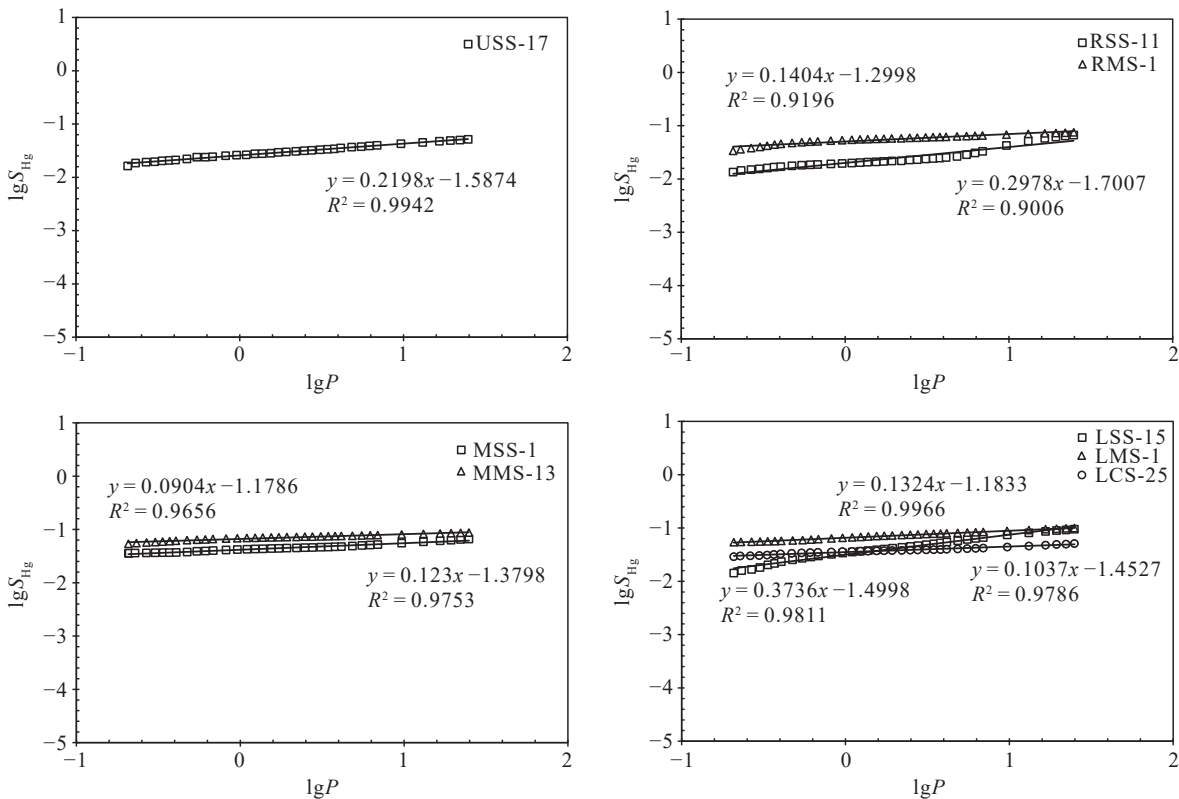 1
0
−1
−2
−3
−4
−5
lgS_Hg
USS-17
y = 0.2198x −1.5874
R² = 0.9942
−1
0
1
2
lgP
1
0
−1
−2
−3
−4
−5
lgS_Hg
RSS-11
RMS-1
y = 0.1404x −1.2998
R² = 0.9196
y = 0.2978x −1.7007
R² = 0.9006
−1
0
1
2
lgP
1
0
−1
−2
−3
−4
−5
lgS_Hg
MSS-1
MMS-13
y = 0.0904x −1.1786
R² = 0.9656
y = 0.123x −1.3798
R² = 0.9753
−1
0
1
2
lgP
1
0
−1
−2
−3
−4
−5
lgS_Hg
LSS-15
LMS-1
LCS-25
y = 0.1324x −1.1833
R² = 0.9966
y = 0.3736x −1.4998
R² = 0.9811
y = 0.1037x −1.4527
R² = 0.9786
−1
0
1
2
lgP